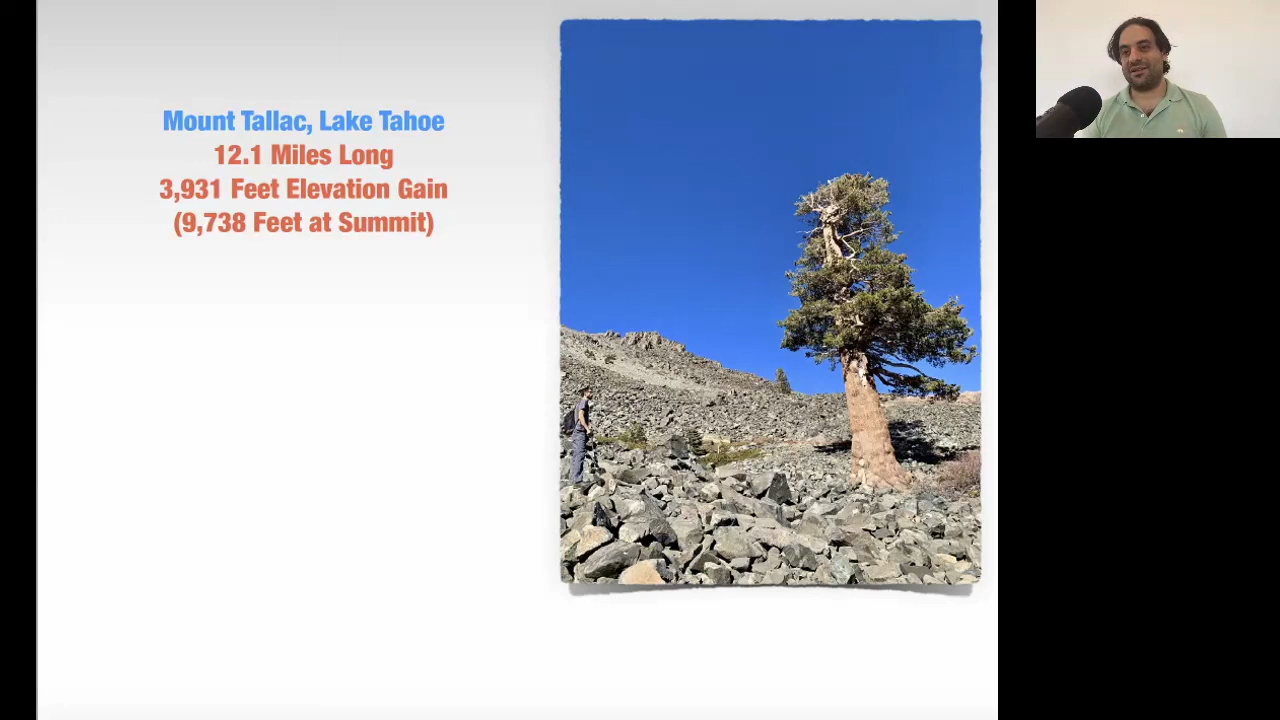 Mount Tallac, Lake Tahoe
12.1 Miles Long
3,931 Feet Elevation Gain
(9,738 Feet at Summit)